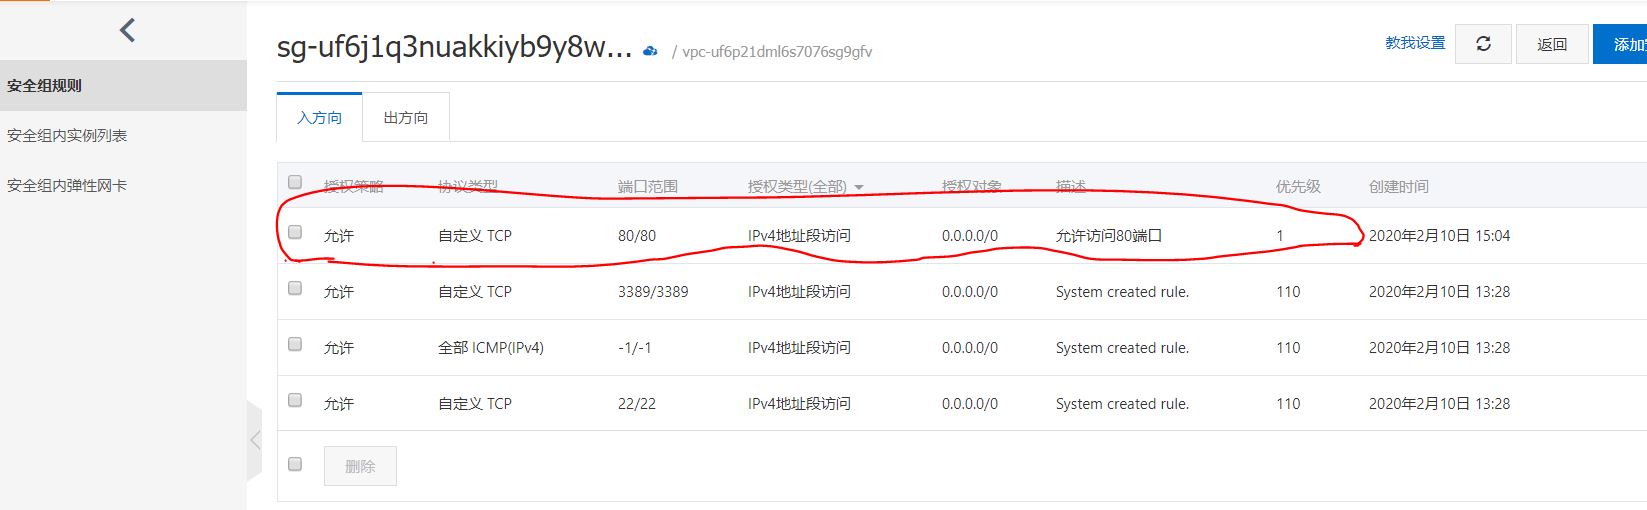 sg-uf6j1q3nuakkiyb9y8w... / vpc-uf6p21dml6s7076sg9gfv 教我设置 返回
安全组规则
安全组内实例列表
安全组内弹性网卡
入方向 出方向
授权策略 协议类型 端口范围 授权类型(全部) 授权对象 描述 优先级 创建时间
允许 自定义 TCP 80/80 IPv4地址段访问 0.0.0.0/0 允许访问80端口 1 2020年2月10日 15:04
允许 自定义 TCP 3389/3389 IPv4地址段访问 0.0.0.0/0 System created rule. 110 2020年2月10日 13:28
允许 全部 ICMP(IPv4) -1/-1 IPv4地址段访问 0.0.0.0/0 System created rule. 110 2020年2月10日 13:28
允许 自定义 TCP 22/22 IPv4地址段访问 0.0.0.0/0 System created rule. 110 2020年2月10日 13:28
删除